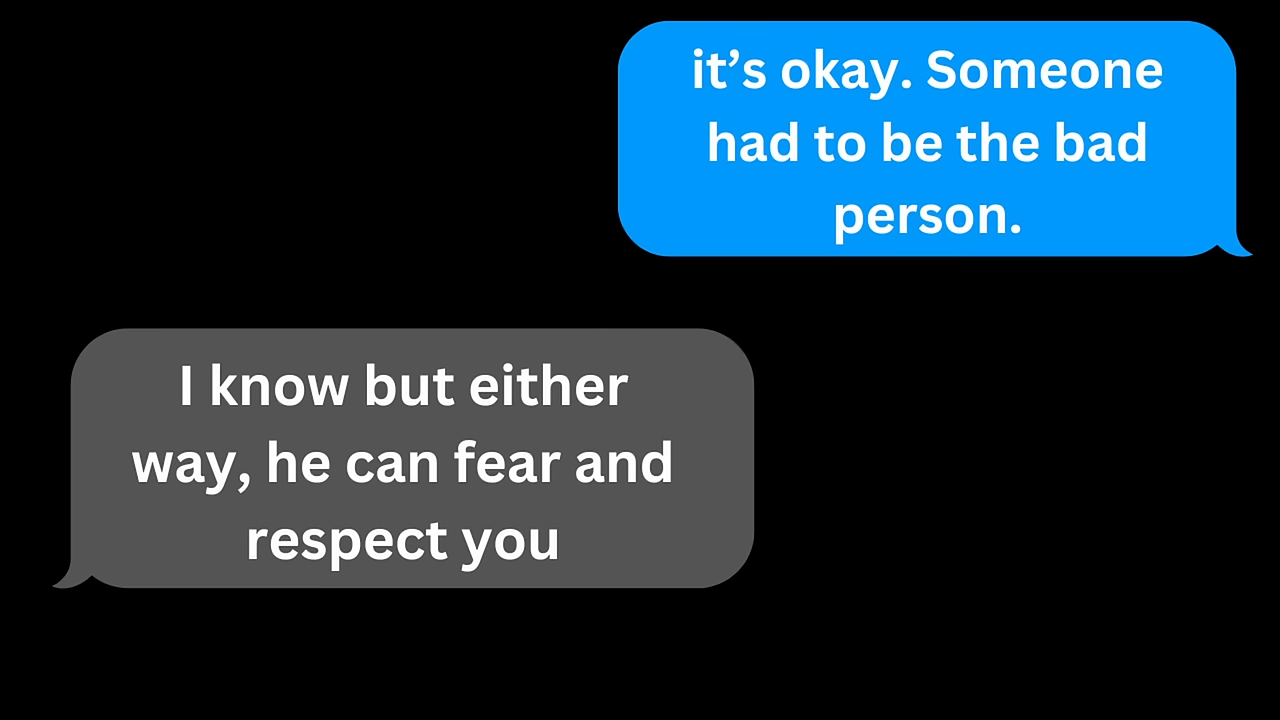 it’s okay. Someone
had to be the bad
person.
I know but either
way, he can fear and
respect you